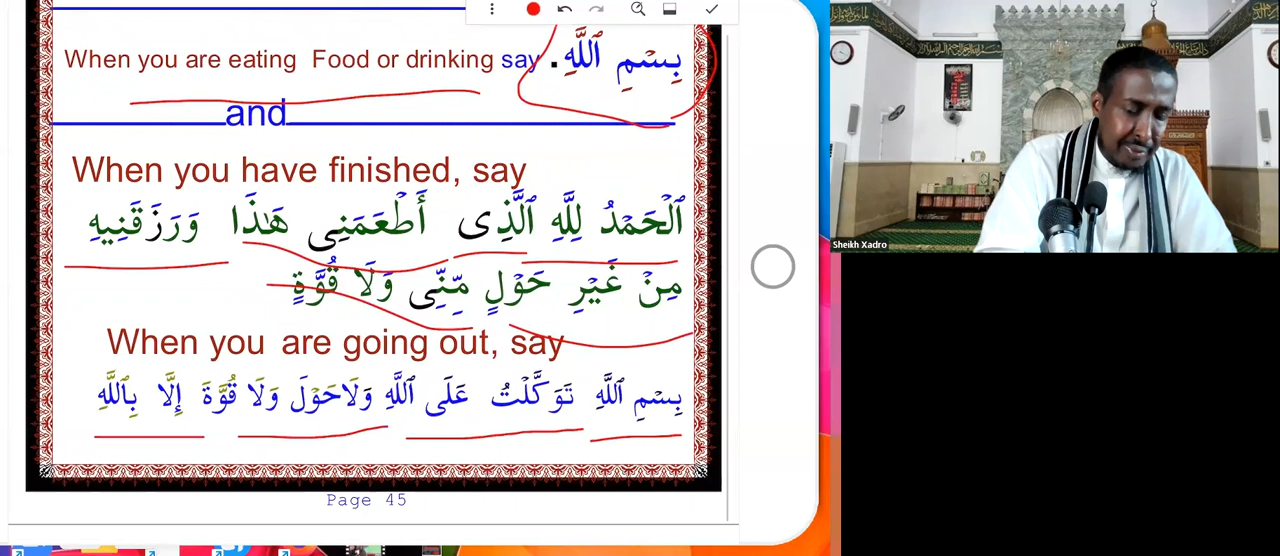 When you are eating Food or drinking say . بِسْمِ ٱللَّهِ
and
When you have finished, say
ٱلْحَمْدُ لِلَّهِ ٱلَّذِى أَطْعَمَنِى هَٰذَا وَرَزَقَنِيهِ
مِنْ غَيْرِ حَوْلٍ مِّنِّى وَلَا قُوَّةٍ
When you are going out, say
بِسْمِ ٱللَّهِ تَوَكَّلْتُ عَلَى ٱللَّهِ وَلَاحَوْلَ وَلَا قُوَّةَ إِلَّا بِٱللَّهِ
Page 45
Sheikh Xadro